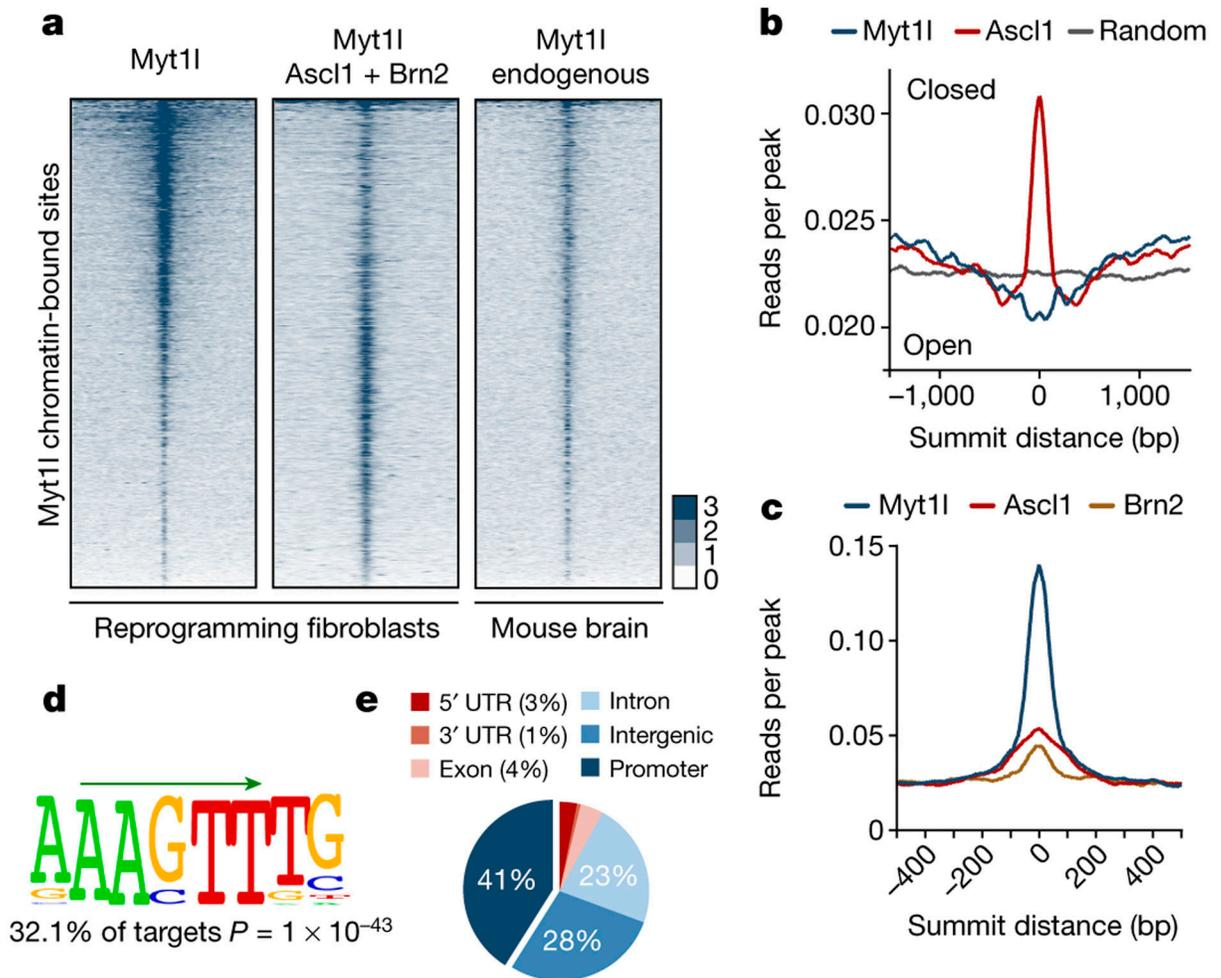 a
Myt1l
Myt1l
Ascl1 + Brn2
Myt1l
endogenous
Myt1l chromatin-bound sites
3
2
1
0
Reprogramming fibroblasts
Mouse brain
b
Myt1l Ascl1 Random
Closed
Open
Reads per peak
0.030
0.025
0.020
−1,000 0 1,000
Summit distance (bp)
c
Myt1l Ascl1 Brn2
Reads per peak
0.15
0.10
0.05
0
−400 −200 0 200 400
Summit distance (bp)
d
AAAGTTTG
32.1% of targets P = 1 × 10⁻⁴³
e
5′ UTR (3%) Intron
3′ UTR (1%) Intergenic
Exon (4%) Promoter
41% 23%
28%